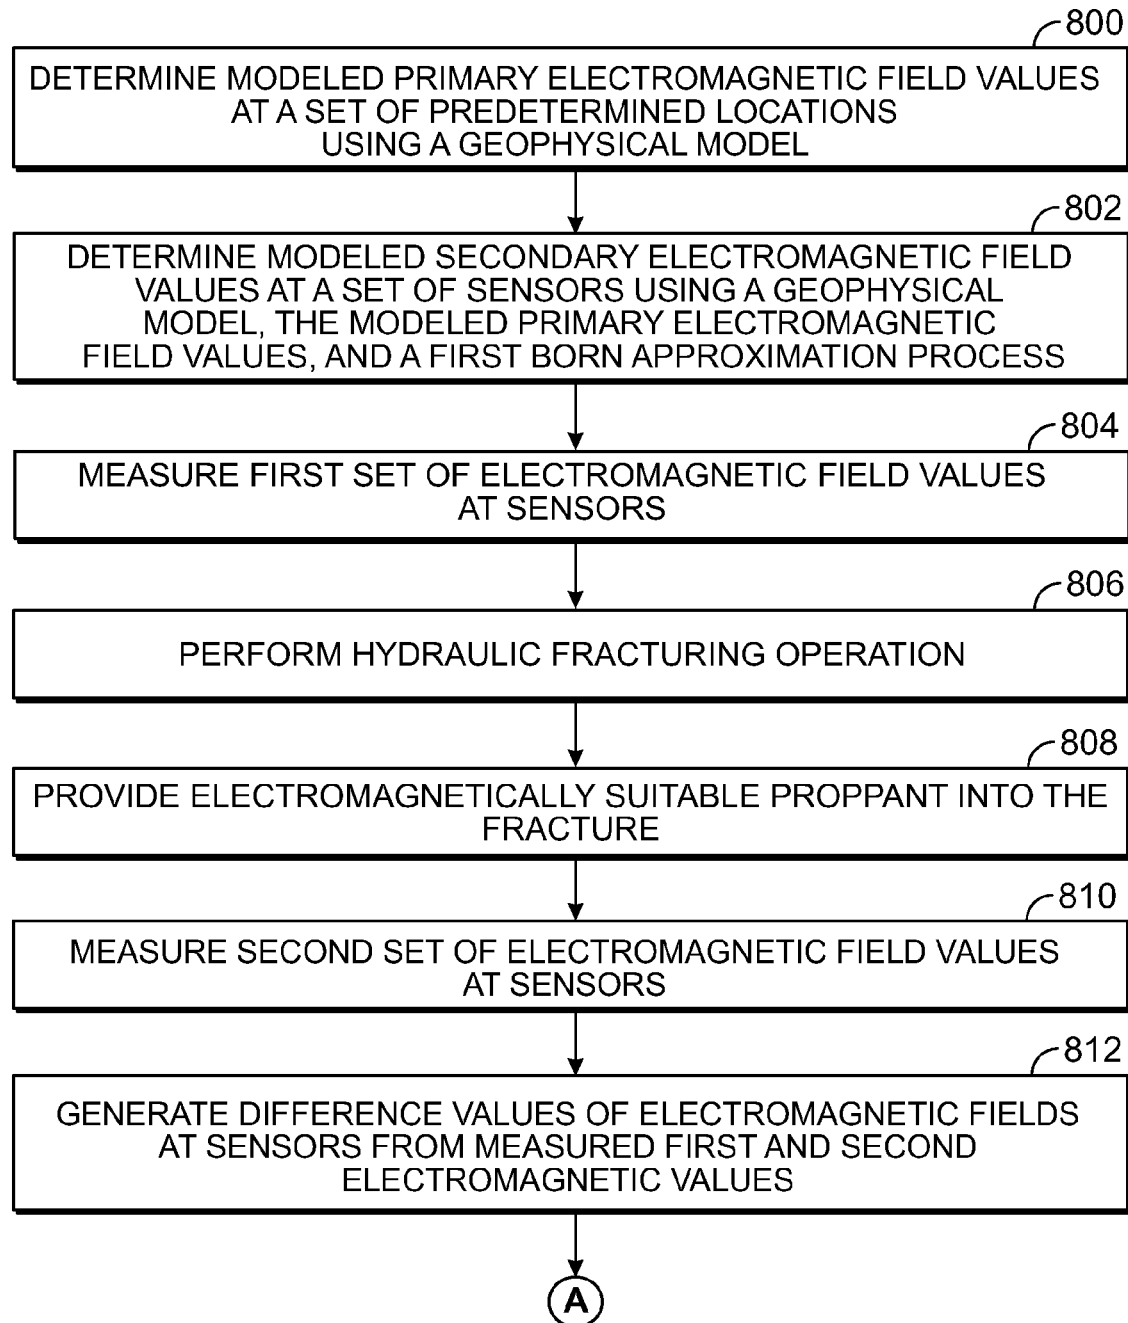 800
DETERMINE MODELED PRIMARY ELECTROMAGNETIC FIELD VALUES
AT A SET OF PREDETERMINED LOCATIONS
USING A GEOPHYSICAL MODEL
802
DETERMINE MODELED SECONDARY ELECTROMAGNETIC FIELD
VALUES AT A SET OF SENSORS USING A GEOPHYSICAL
MODEL, THE MODELED PRIMARY ELECTROMAGNETIC
FIELD VALUES, AND A FIRST BORN APPROXIMATION PROCESS
804
MEASURE FIRST SET OF ELECTROMAGNETIC FIELD VALUES
AT SENSORS
806
PERFORM HYDRAULIC FRACTURING OPERATION
808
PROVIDE ELECTROMAGNETICALLY SUITABLE PROPPANT INTO THE
FRACTURE
810
MEASURE SECOND SET OF ELECTROMAGNETIC FIELD VALUES
AT SENSORS
812
GENERATE DIFFERENCE VALUES OF ELECTROMAGNETIC FIELDS
AT SENSORS FROM MEASURED FIRST AND SECOND
ELECTROMAGNETIC VALUES
A